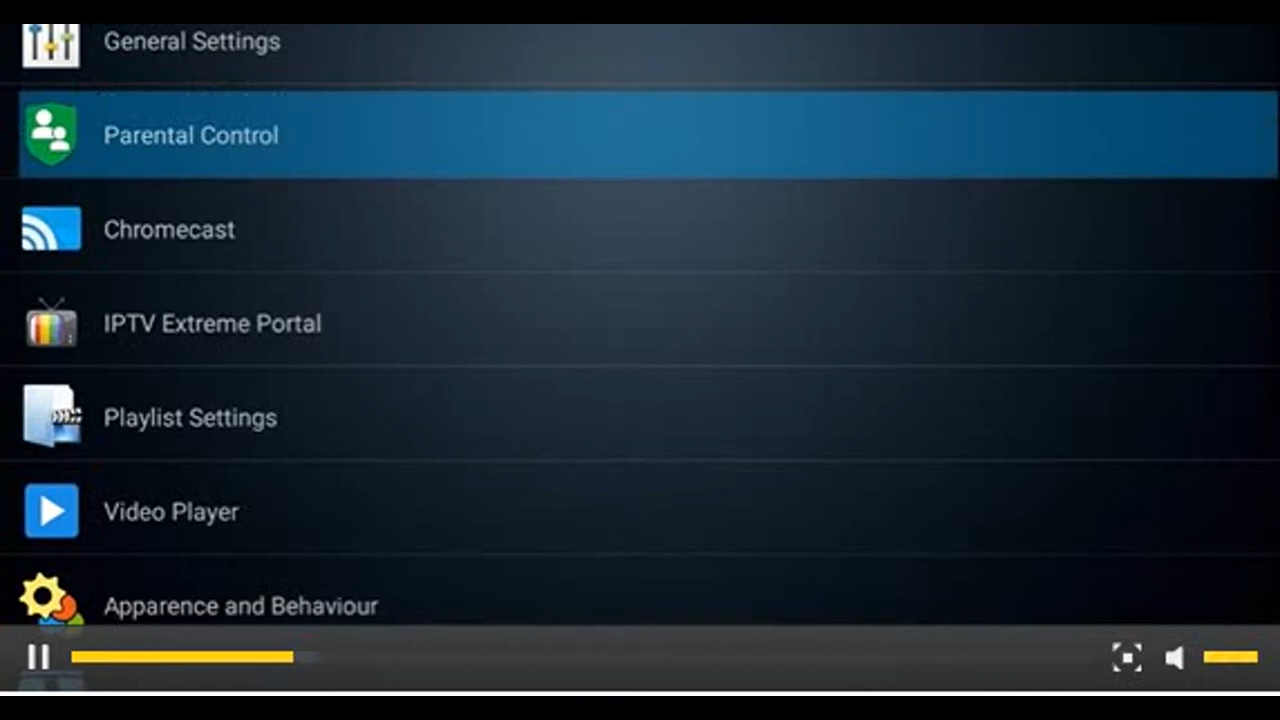 General Settings
Parental Control
Chromecast
IPTV Extreme Portal
Playlist Settings
Video Player
Apparence and Behaviour